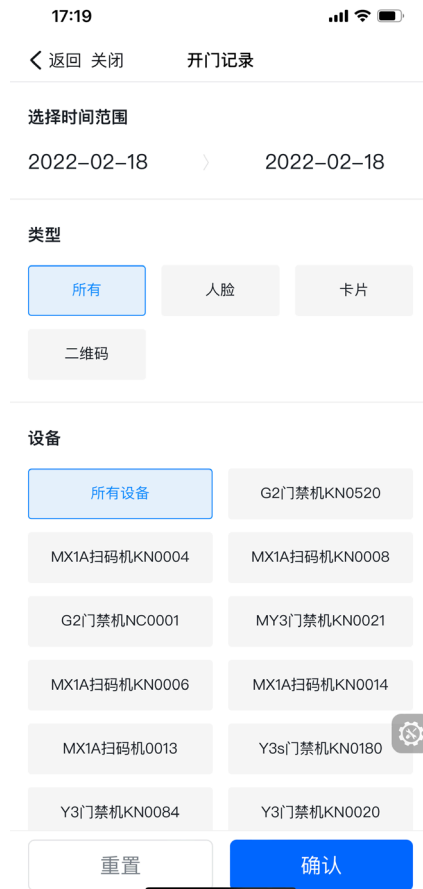 17:19
返回 关闭 开门记录
选择时间范围
2022-02-18 〉 2022-02-18
类型
所有 人脸 卡片
二维码
设备
所有设备 G2门禁机KN0520
MX1A扫码机KN0004 MX1A扫码机KN0008
G2门禁机NC0001 MY3门禁机KN0021
MX1A扫码机KN0006 MX1A扫码机KN0014
MX1A扫码机0013 Y3s门禁机KN0180
Y3门禁机KN0084 Y3门禁机KN0020
重置 确认